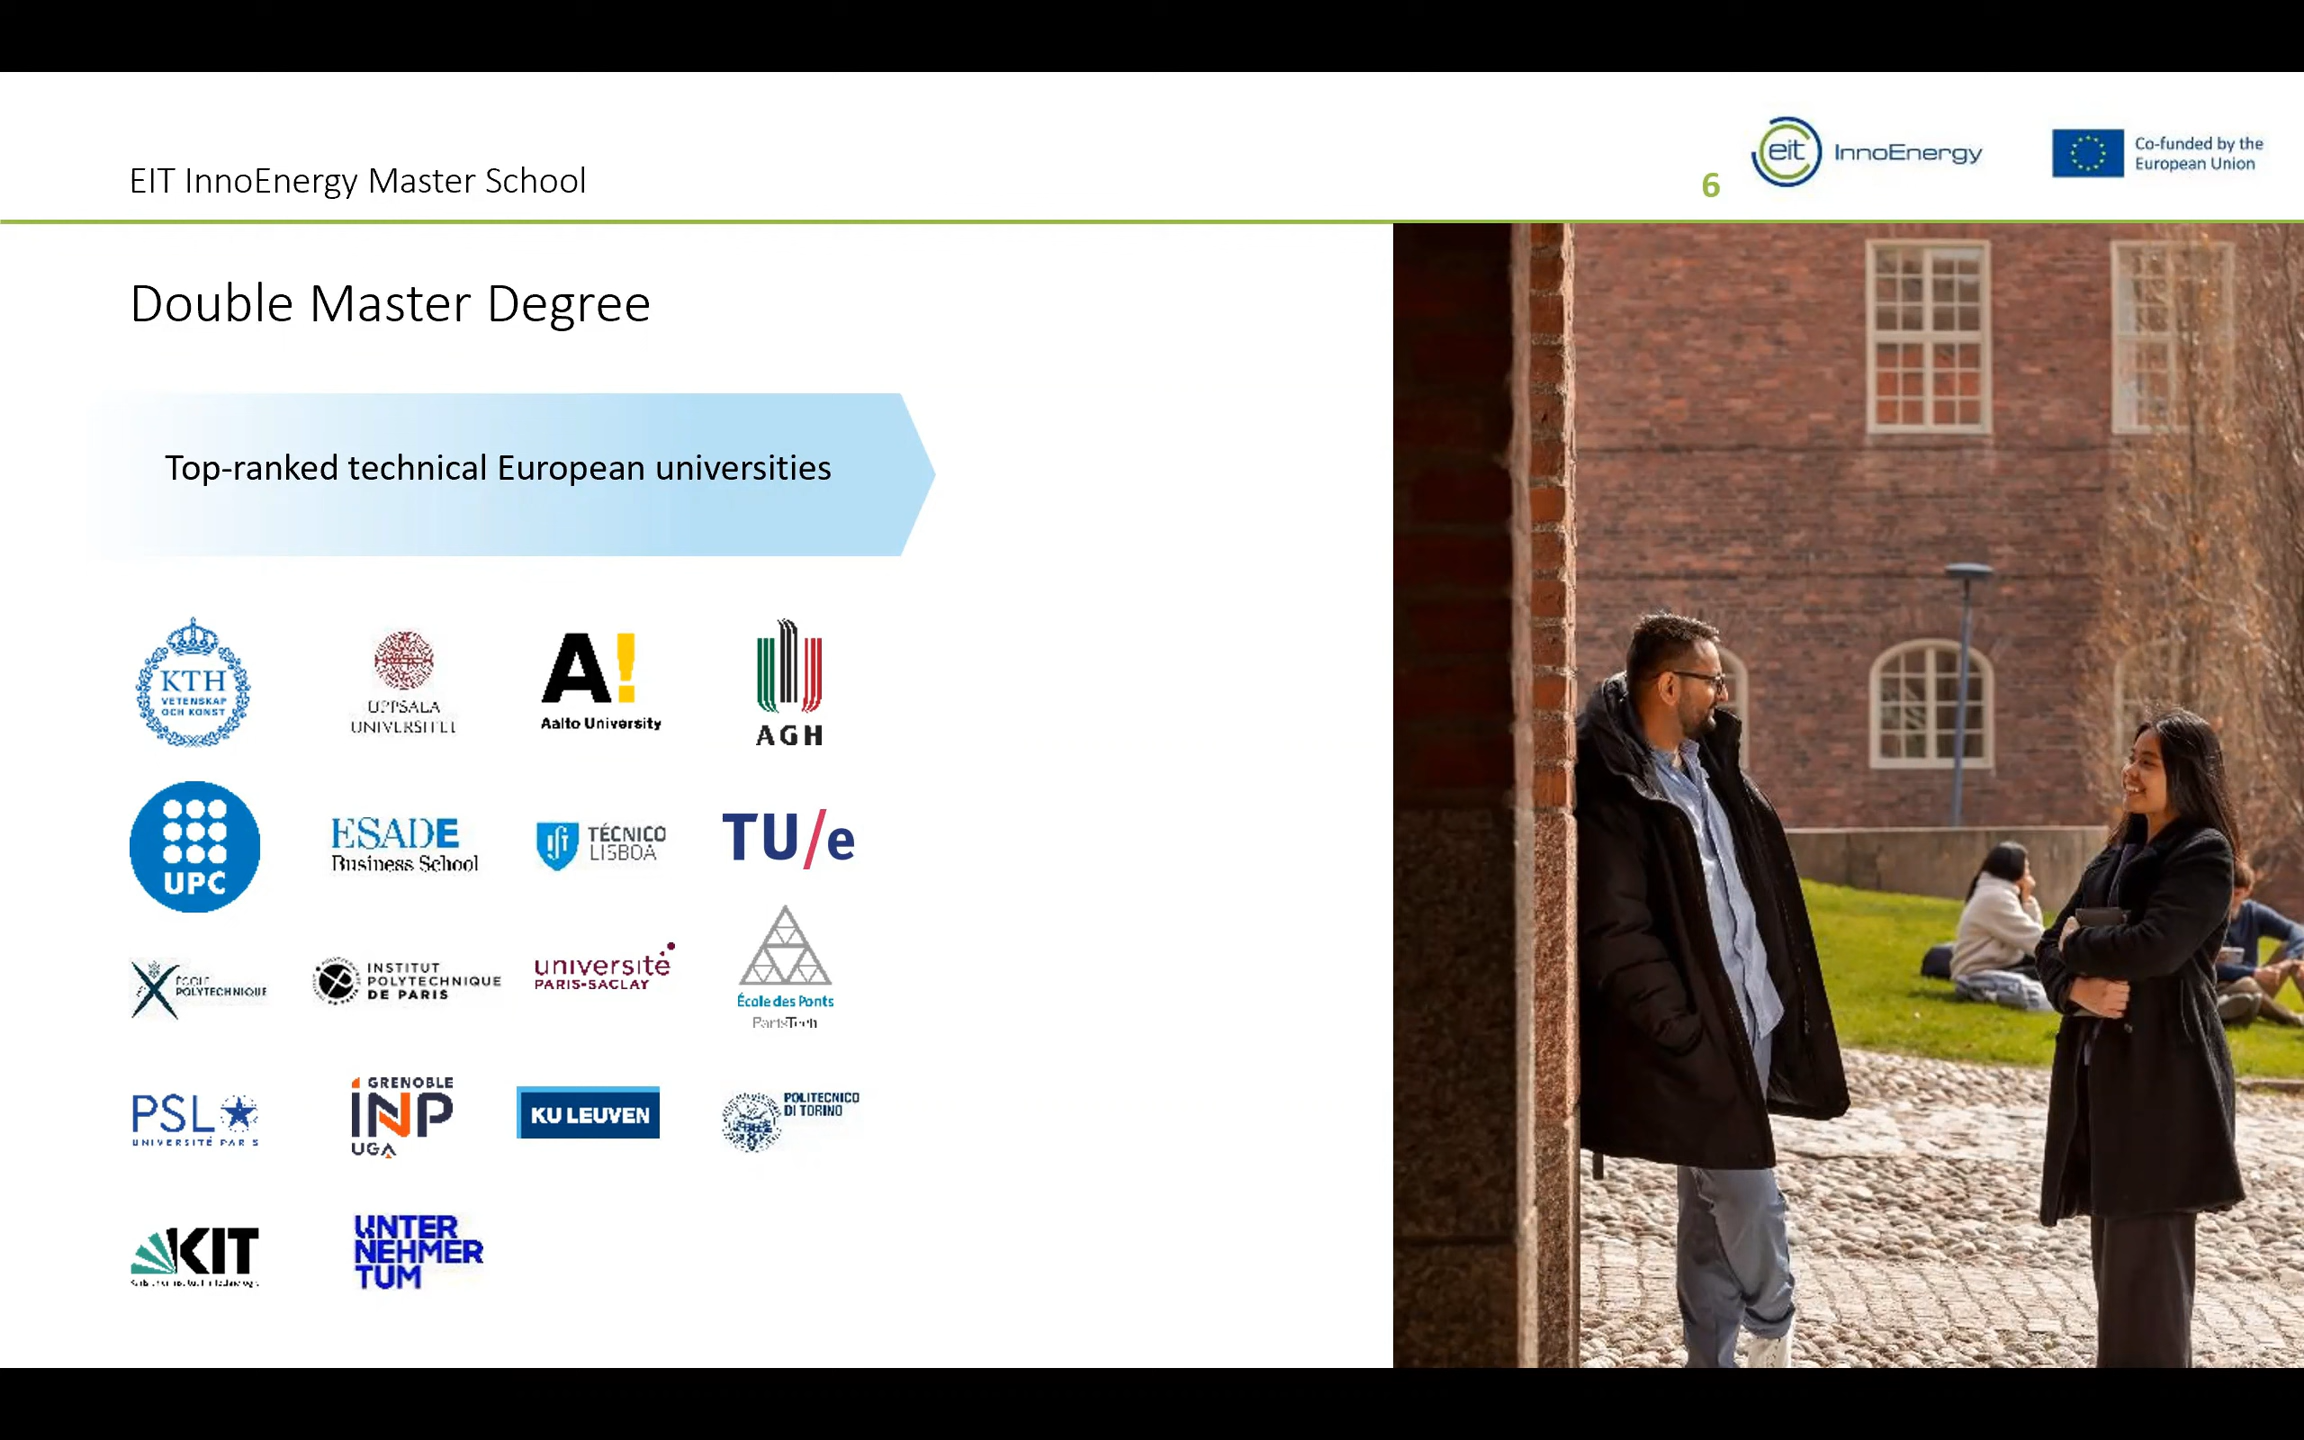 EIT InnoEnergy Master School
6
eit InnoEnergy
Co-funded by the
European Union
Double Master Degree
Top-ranked technical European universities
KTH
VETENSKAP
OCH KONST
UPPSALA
UNIVERSITET
A!
Aalto University
AGH
UPC
ESADE
Business School
TÉCNICO
LISBOA
TU/e
ÉCOLE
POLYTECHNIQUE
INSTITUT
POLYTECHNIQUE
DE PARIS
université
PARIS-SACLAY
École des Ponts
ParisTech
PSL
UNIVERSITÉ PARIS
GRENOBLE
INP
UGA
KU LEUVEN
POLITECNICO
DI TORINO
KIT
UNTER
NEHMER
TUM